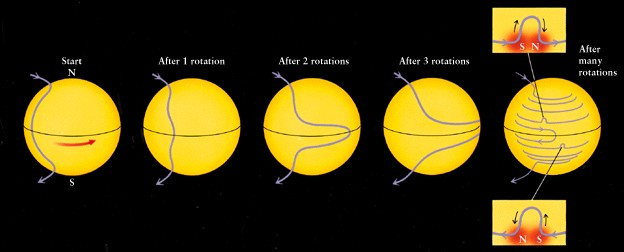 Start
N
S
After 1 rotation
After 2 rotations
After 3 rotations
S N
After
many
rotations
N S